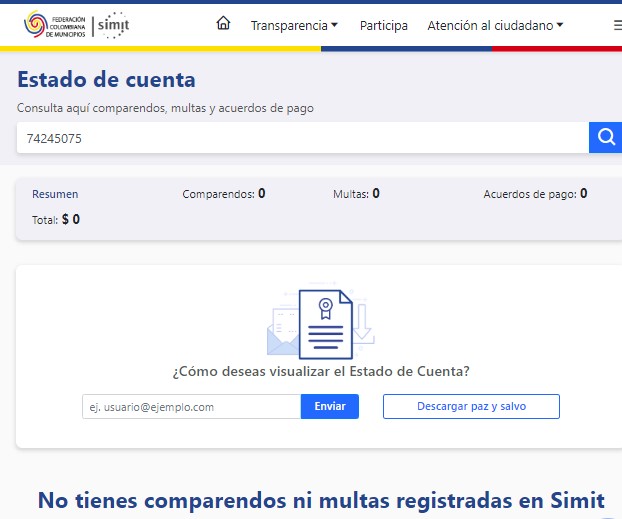 FEDERACIÓN
COLOMBIANA
DE MUNICIPIOS
simit
Transparencia Participa Atención al ciudadano
Estado de cuenta
Consulta aquí comparendos, multas y acuerdos de pago
74245075
Resumen Comparendos: 0 Multas: 0 Acuerdos de pago: 0
Total: $ 0
¿Cómo deseas visualizar el Estado de Cuenta?
ej. usuario@ejemplo.com Enviar Descargar paz y salvo
No tienes comparendos ni multas registradas en Simit